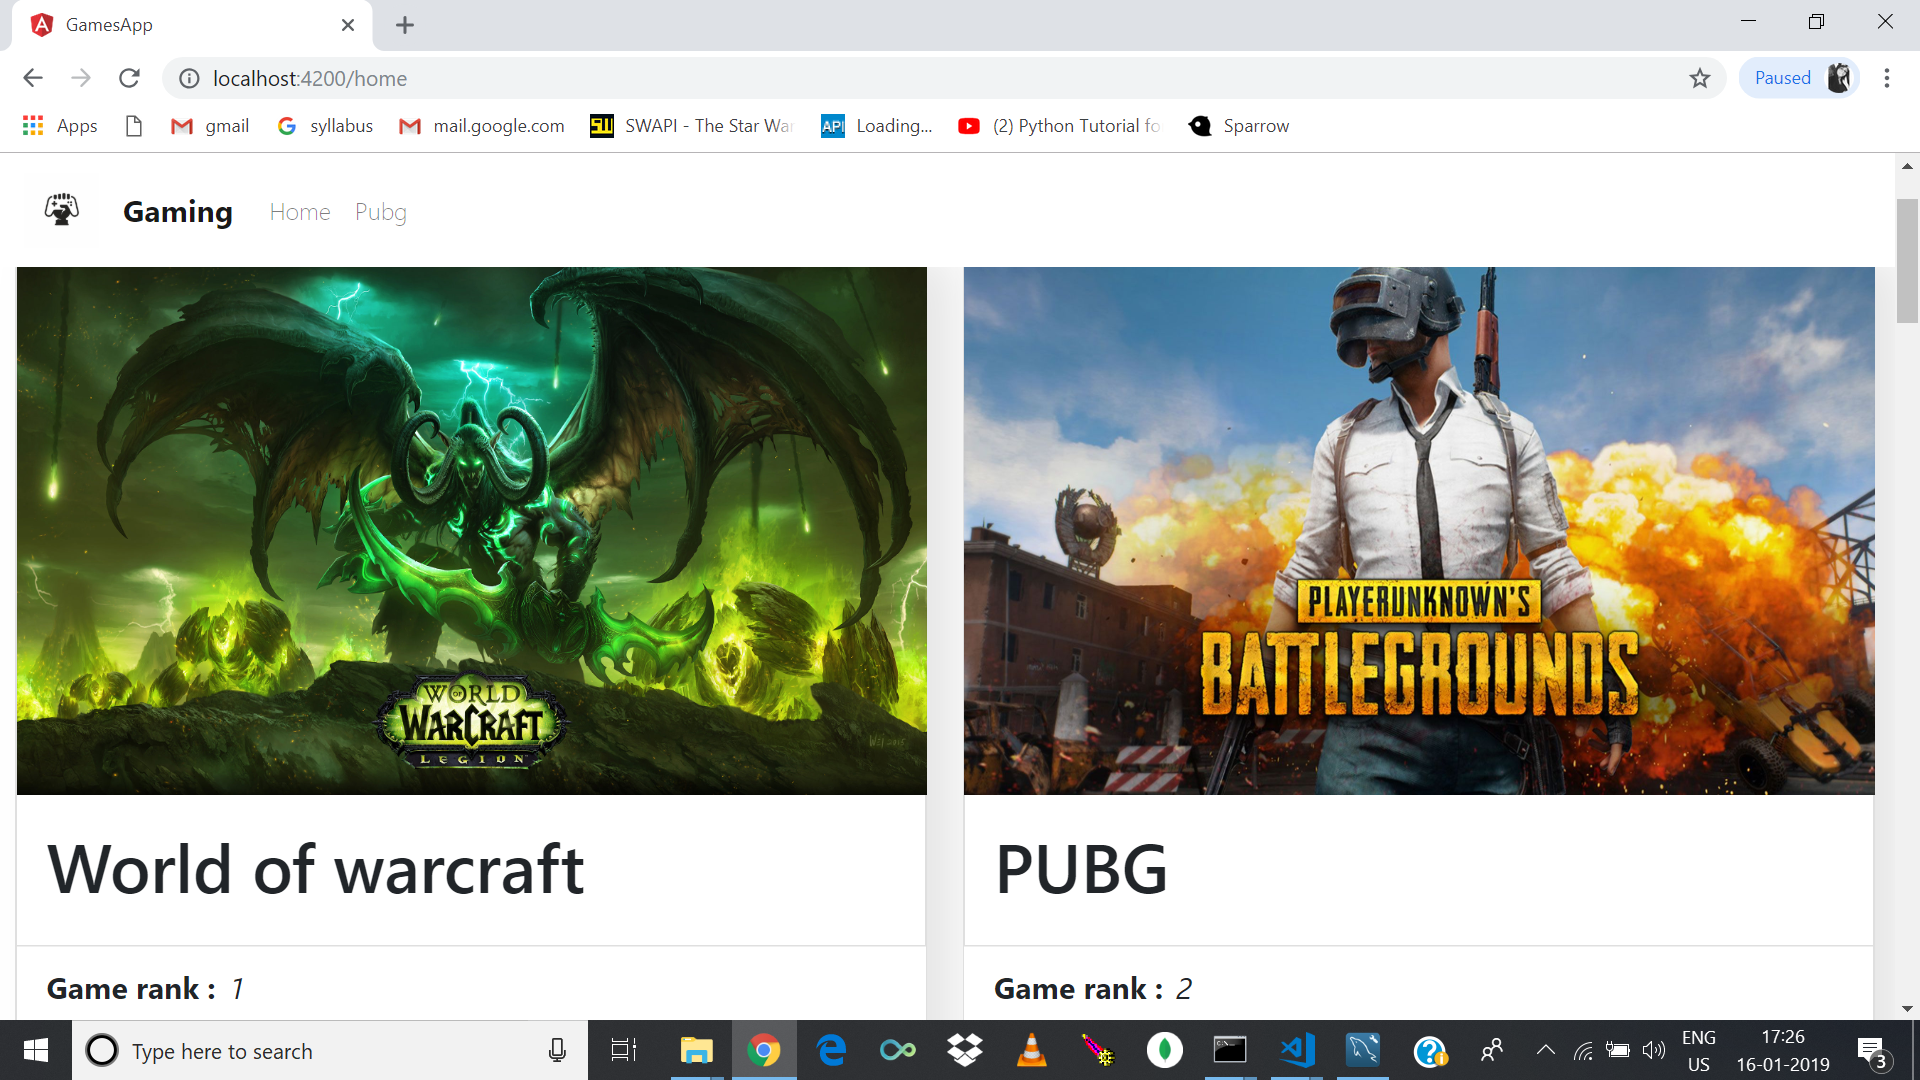 GamesApp
localhost:4200/home
Paused
Apps
gmail
syllabus
mail.google.com
SWAPI - The Star Wa
API
Loading...
(2) Python Tutorial fo
Sparrow
Gaming
Home
Pubg
WORLD
OF
WARCRAFT
LEGION
PLAYERUNKNOWN'S
BATTLEGROUNDS
World of warcraft
PUBG
Game rank : 1
Game rank : 2
Type here to search
ENG
US
17:26
16-01-2019
3